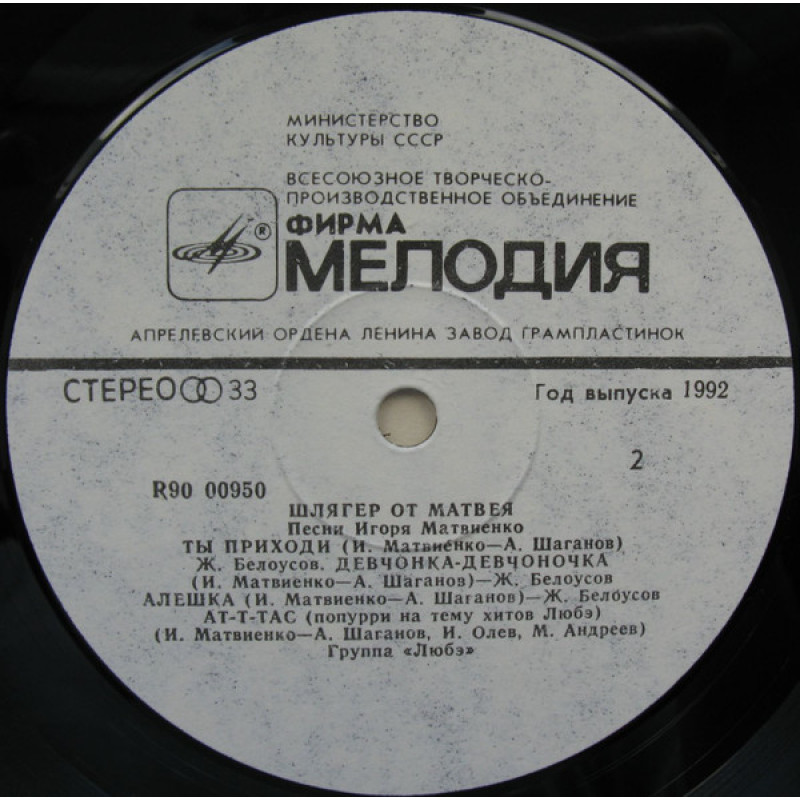 МИНИСТЕРСТВО
КУЛЬТУРЫ СССР
ВСЕСОЮЗНОЕ ТВОРЧЕСКО-
ПРОИЗВОДСТВЕННОЕ ОБЪЕДИНЕНИЕ
ФИРМА
®
МЕЛОДИЯ
АПРЕЛЕВСКИЙ ОРДЕНА ЛЕНИНА ЗАВОД ГРАМПЛАСТИНОК
СТЕРЕО 33
Год выпуска 1992
2
R90 00950
ШЛЯГЕР ОТ МАТВЕЯ
Песни Игоря Матвиенко
ТЫ ПРИХОДИ (И. Матвиенко—А. Шаганов)
Ж. Белоусов, ДЕВЧОНКА-ДЕВЧОНОЧКА
(И. Матвиенко—А. Шаганов)—Ж. Белоусов
АЛЕШКА (И. Матвиенко—А. Шаганов)—Ж. Белоусов
АТ-Т-ТАС (попурри на тему хитов Любэ)
(И. Матвиенко—А. Шаганов, И. Олев, М. Андреев)
Группа «Любэ»